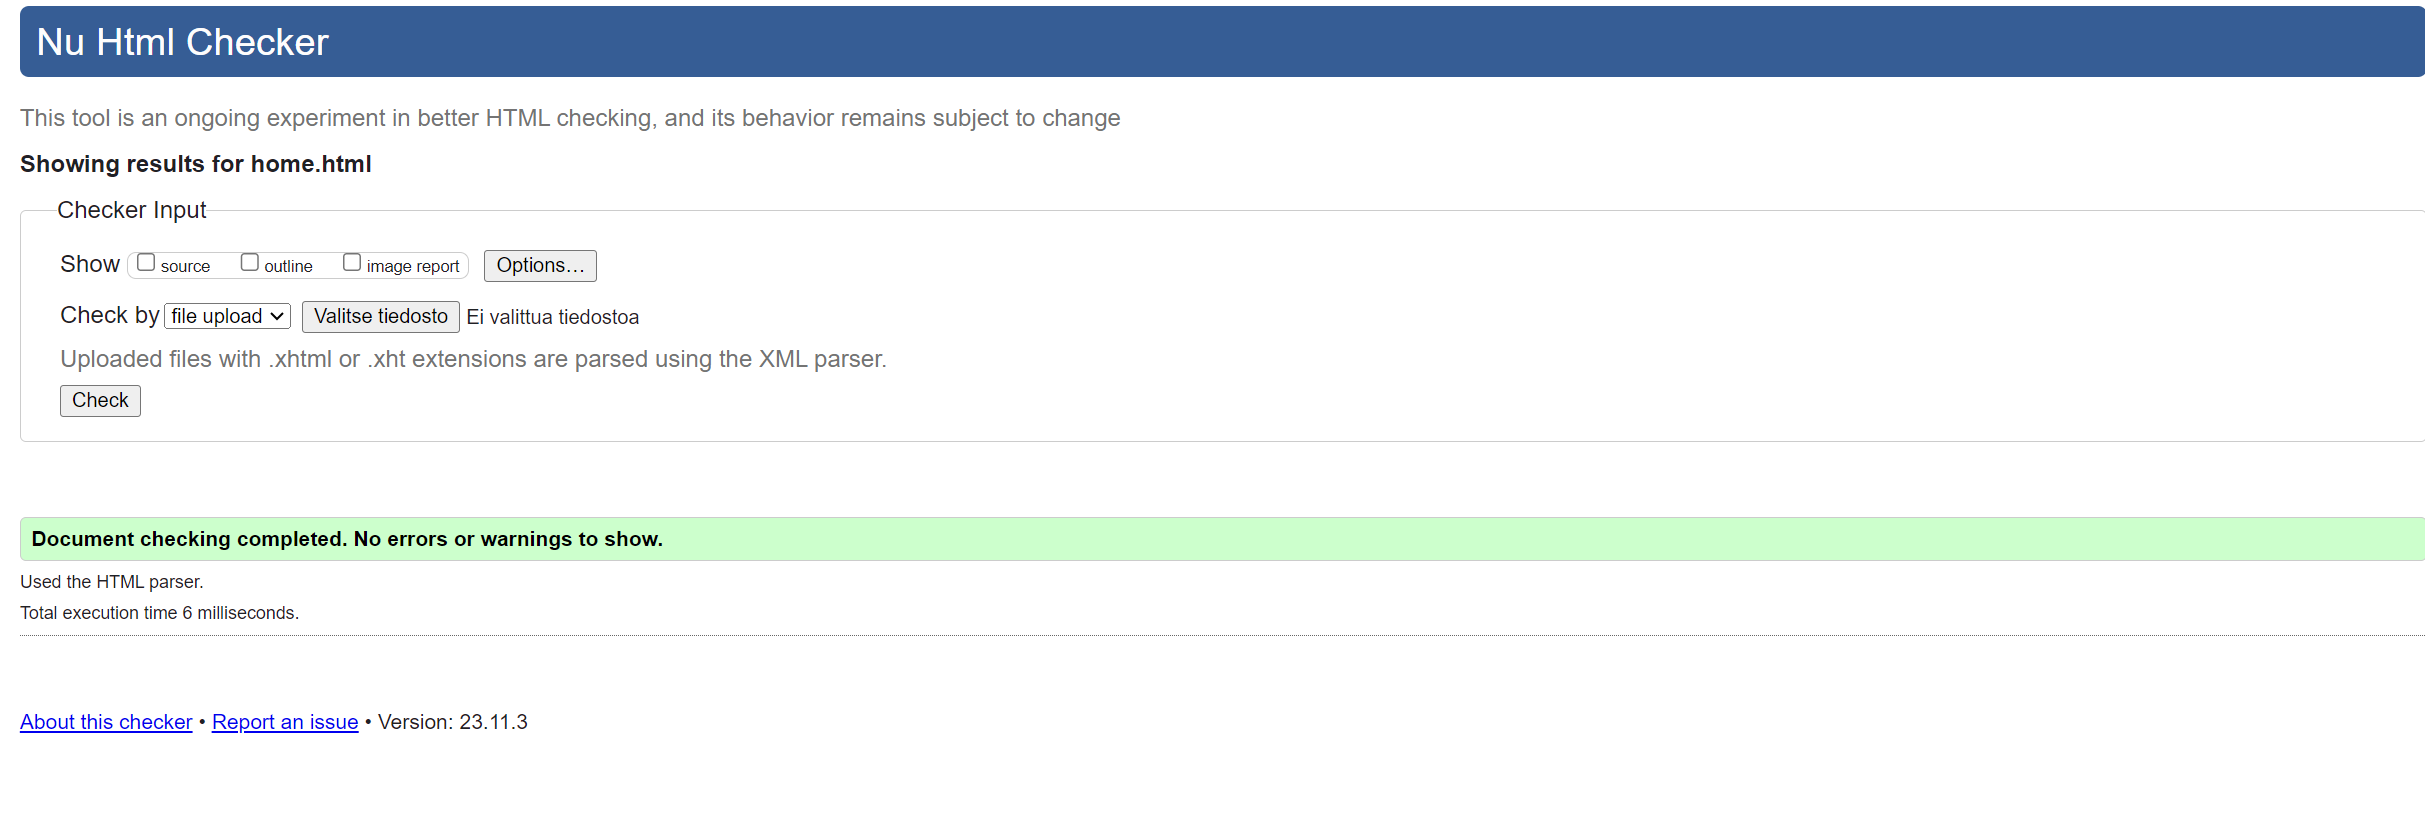 Nu Html Checker
This tool is an ongoing experiment in better HTML checking, and its behavior remains subject to change
Showing results for home.html
Checker Input
Show source outline image report Options…
Check by file upload Valitse tiedosto Ei valittua tiedostoa
Uploaded files with .xhtml or .xht extensions are parsed using the XML parser.
Check
Document checking completed. No errors or warnings to show.
Used the HTML parser.
Total execution time 6 milliseconds.
About this checker • Report an issue • Version: 23.11.3